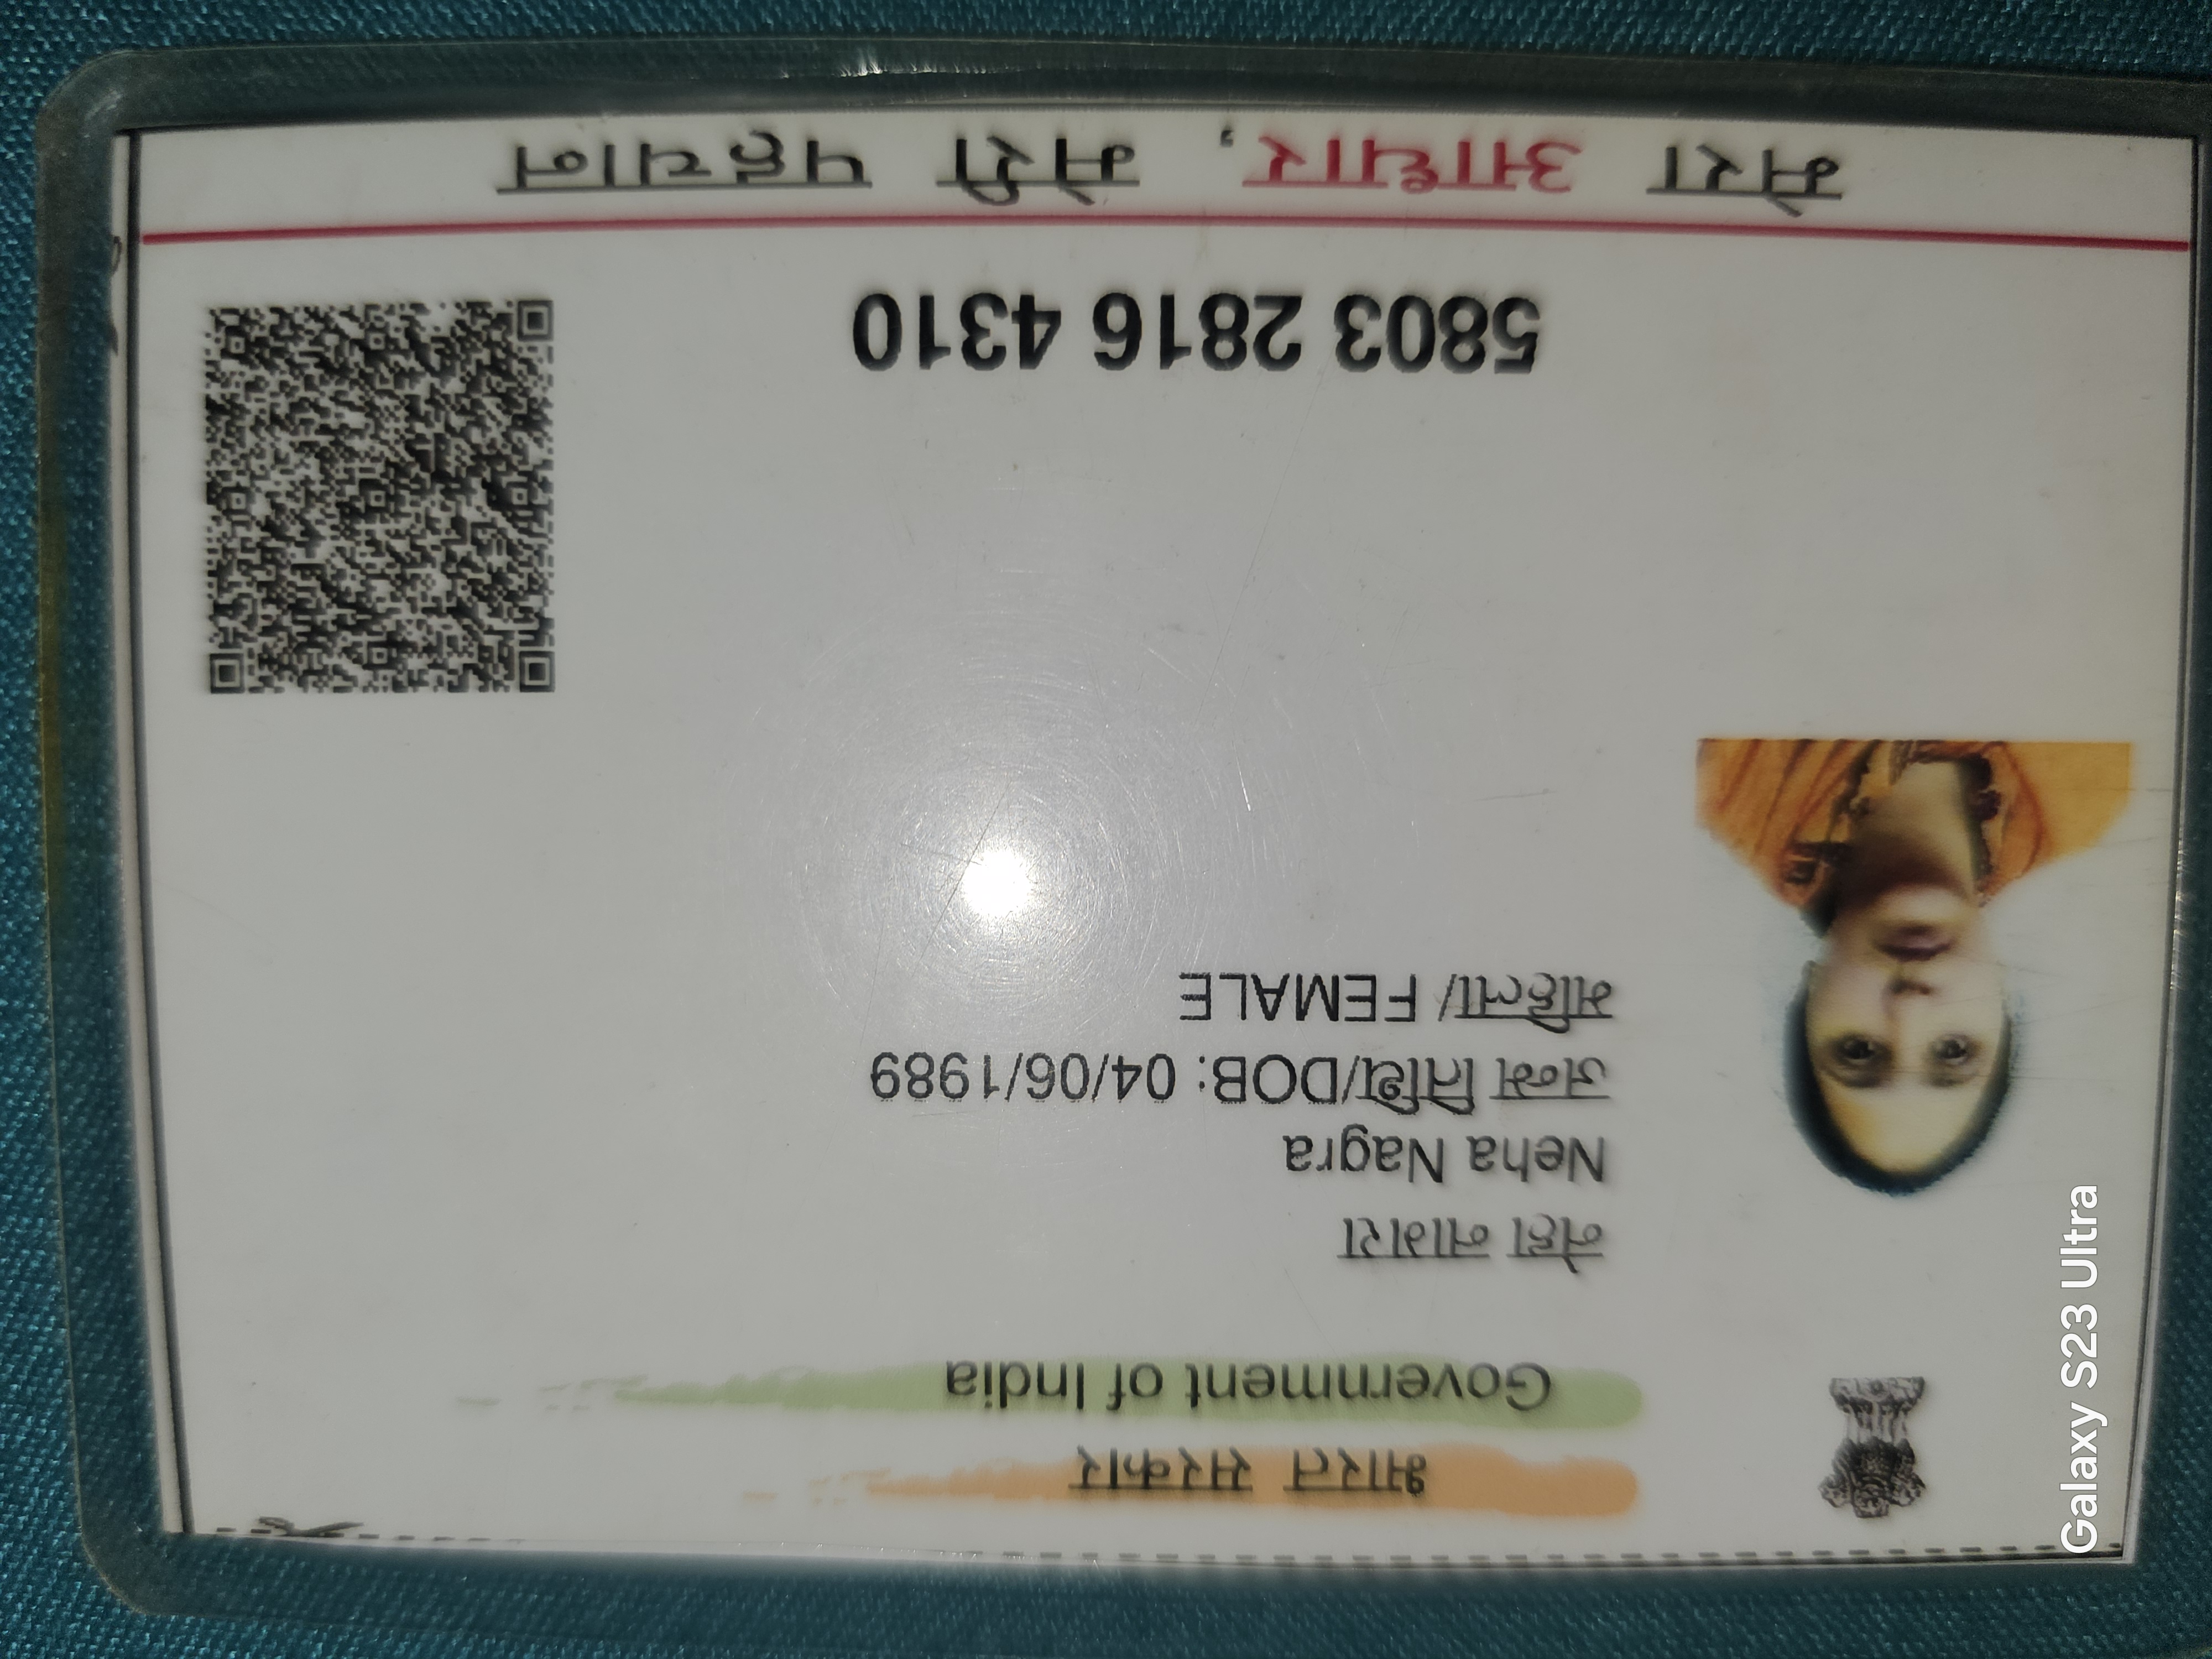 भारत सरकार
Government of India
नेहा नागरा
Neha Nagra
जन्म तिथि/DOB: 04/06/1989
महिला/ FEMALE
5803 2816 4310
मेरा आधार, मेरी पहचान
Galaxy S23 Ultra